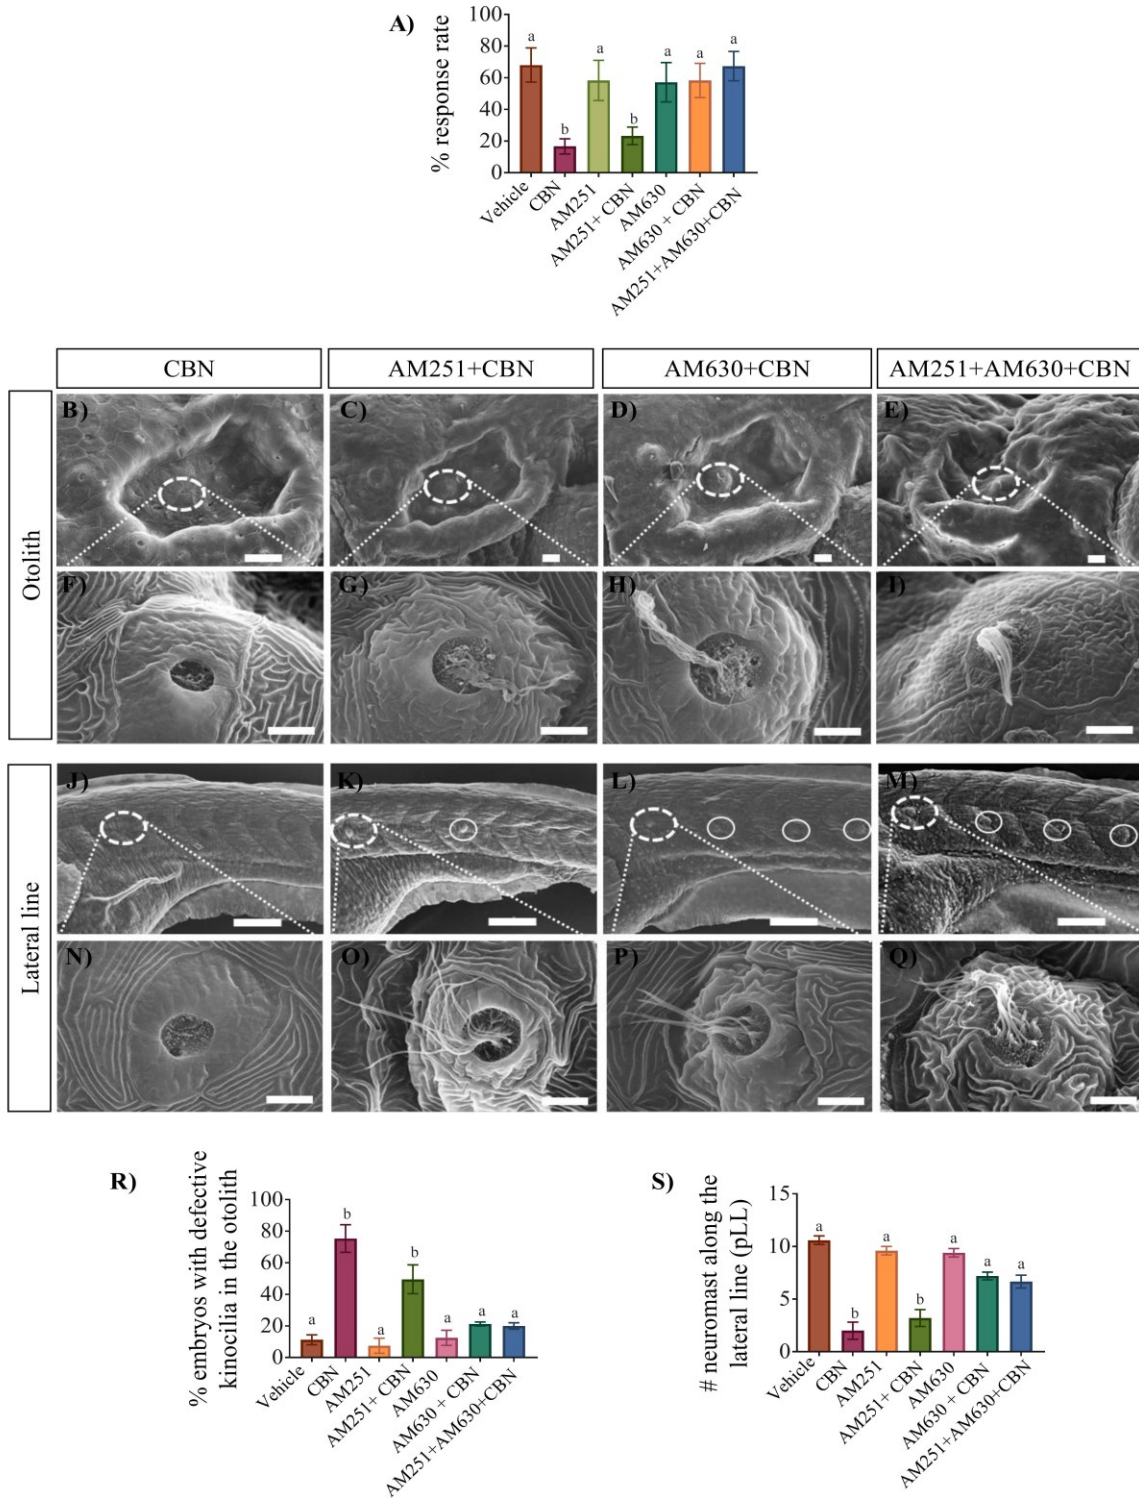 A)
% response rate
100
80
60
40
20
0
a
b
a
b
a
a
a
Vehicle
CBN
AM251
AM251+ CBN
AM630
AM630 + CBN
AM251+AM630+CBN
CBN
AM251+CBN
AM630+CBN
AM251+AM630+CBN
Otolith
B)
C)
D)
E)
F)
G)
H)
I)
Lateral line
J)
K)
L)
M)
N)
O)
P)
Q)
R)
% embryos with defective
kinocilia in the otolith
100
80
60
40
20
0
a
b
a
b
a
a
a
Vehicle
CBN
AM251
AM251+ CBN
AM630
AM630 + CBN
AM251+AM630+CBN
S)
# neuromast along the
lateral line (pLL)
15
10
5
0
a
b
a
b
a
a
a
Vehicle
CBN
AM251
AM251+ CBN
AM630
AM630 + CBN
AM251+AM630+CBN